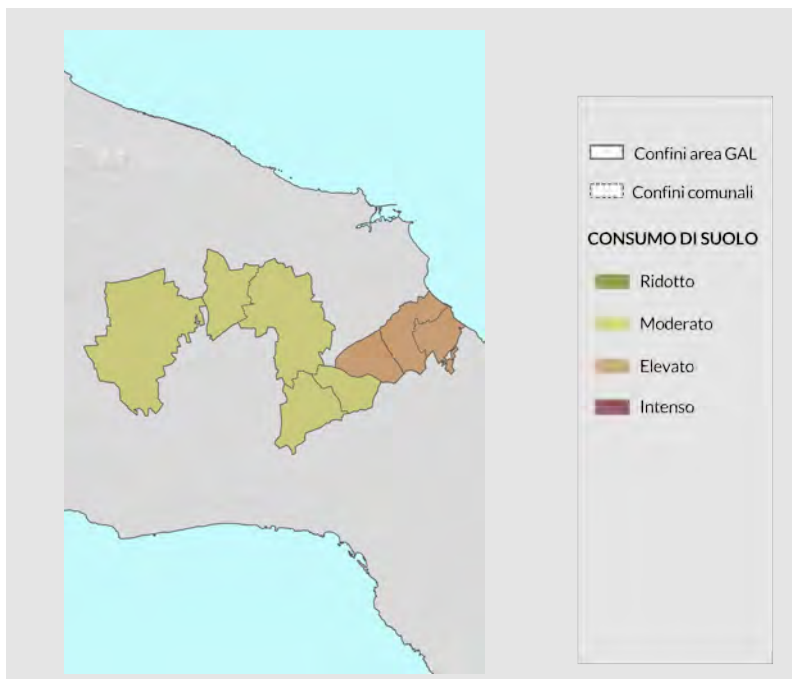 Confini area GAL
Confini comunali
CONSUMO DI SUOLO
Ridotto
Moderato
Elevato
Intenso